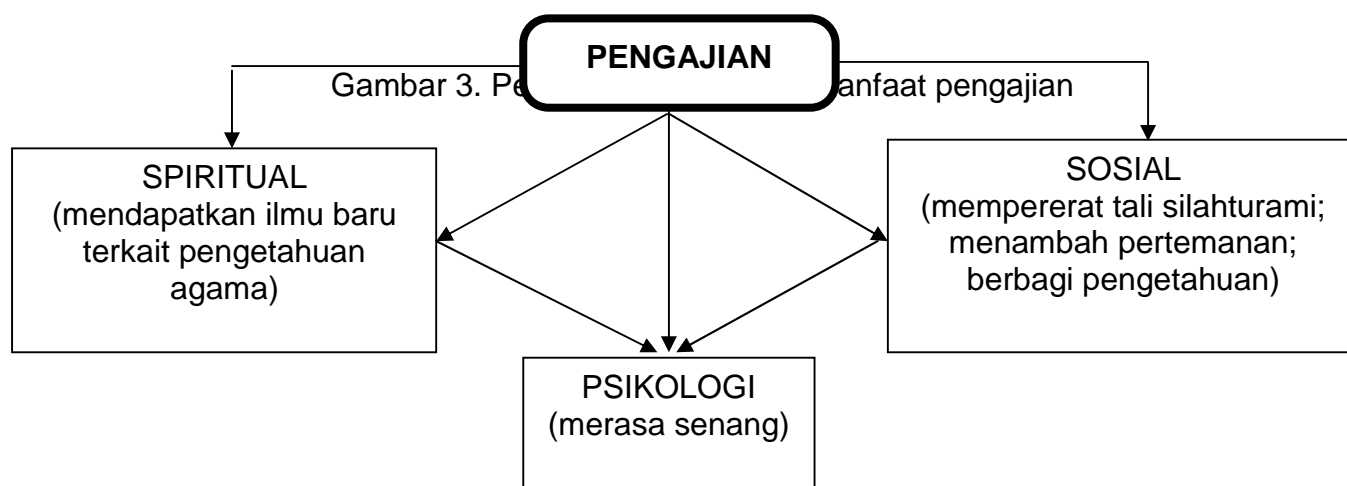 PENGAJIAN
Gambar 3. Pe anfaat pengajian
SPIRITUAL
(mendapatkan ilmu baru
terkait pengetahuan
agama)
SOSIAL
(mempererat tali silahturami;
menambah pertemanan;
berbagi pengetahuan)
PSIKOLOGI
(merasa senang)